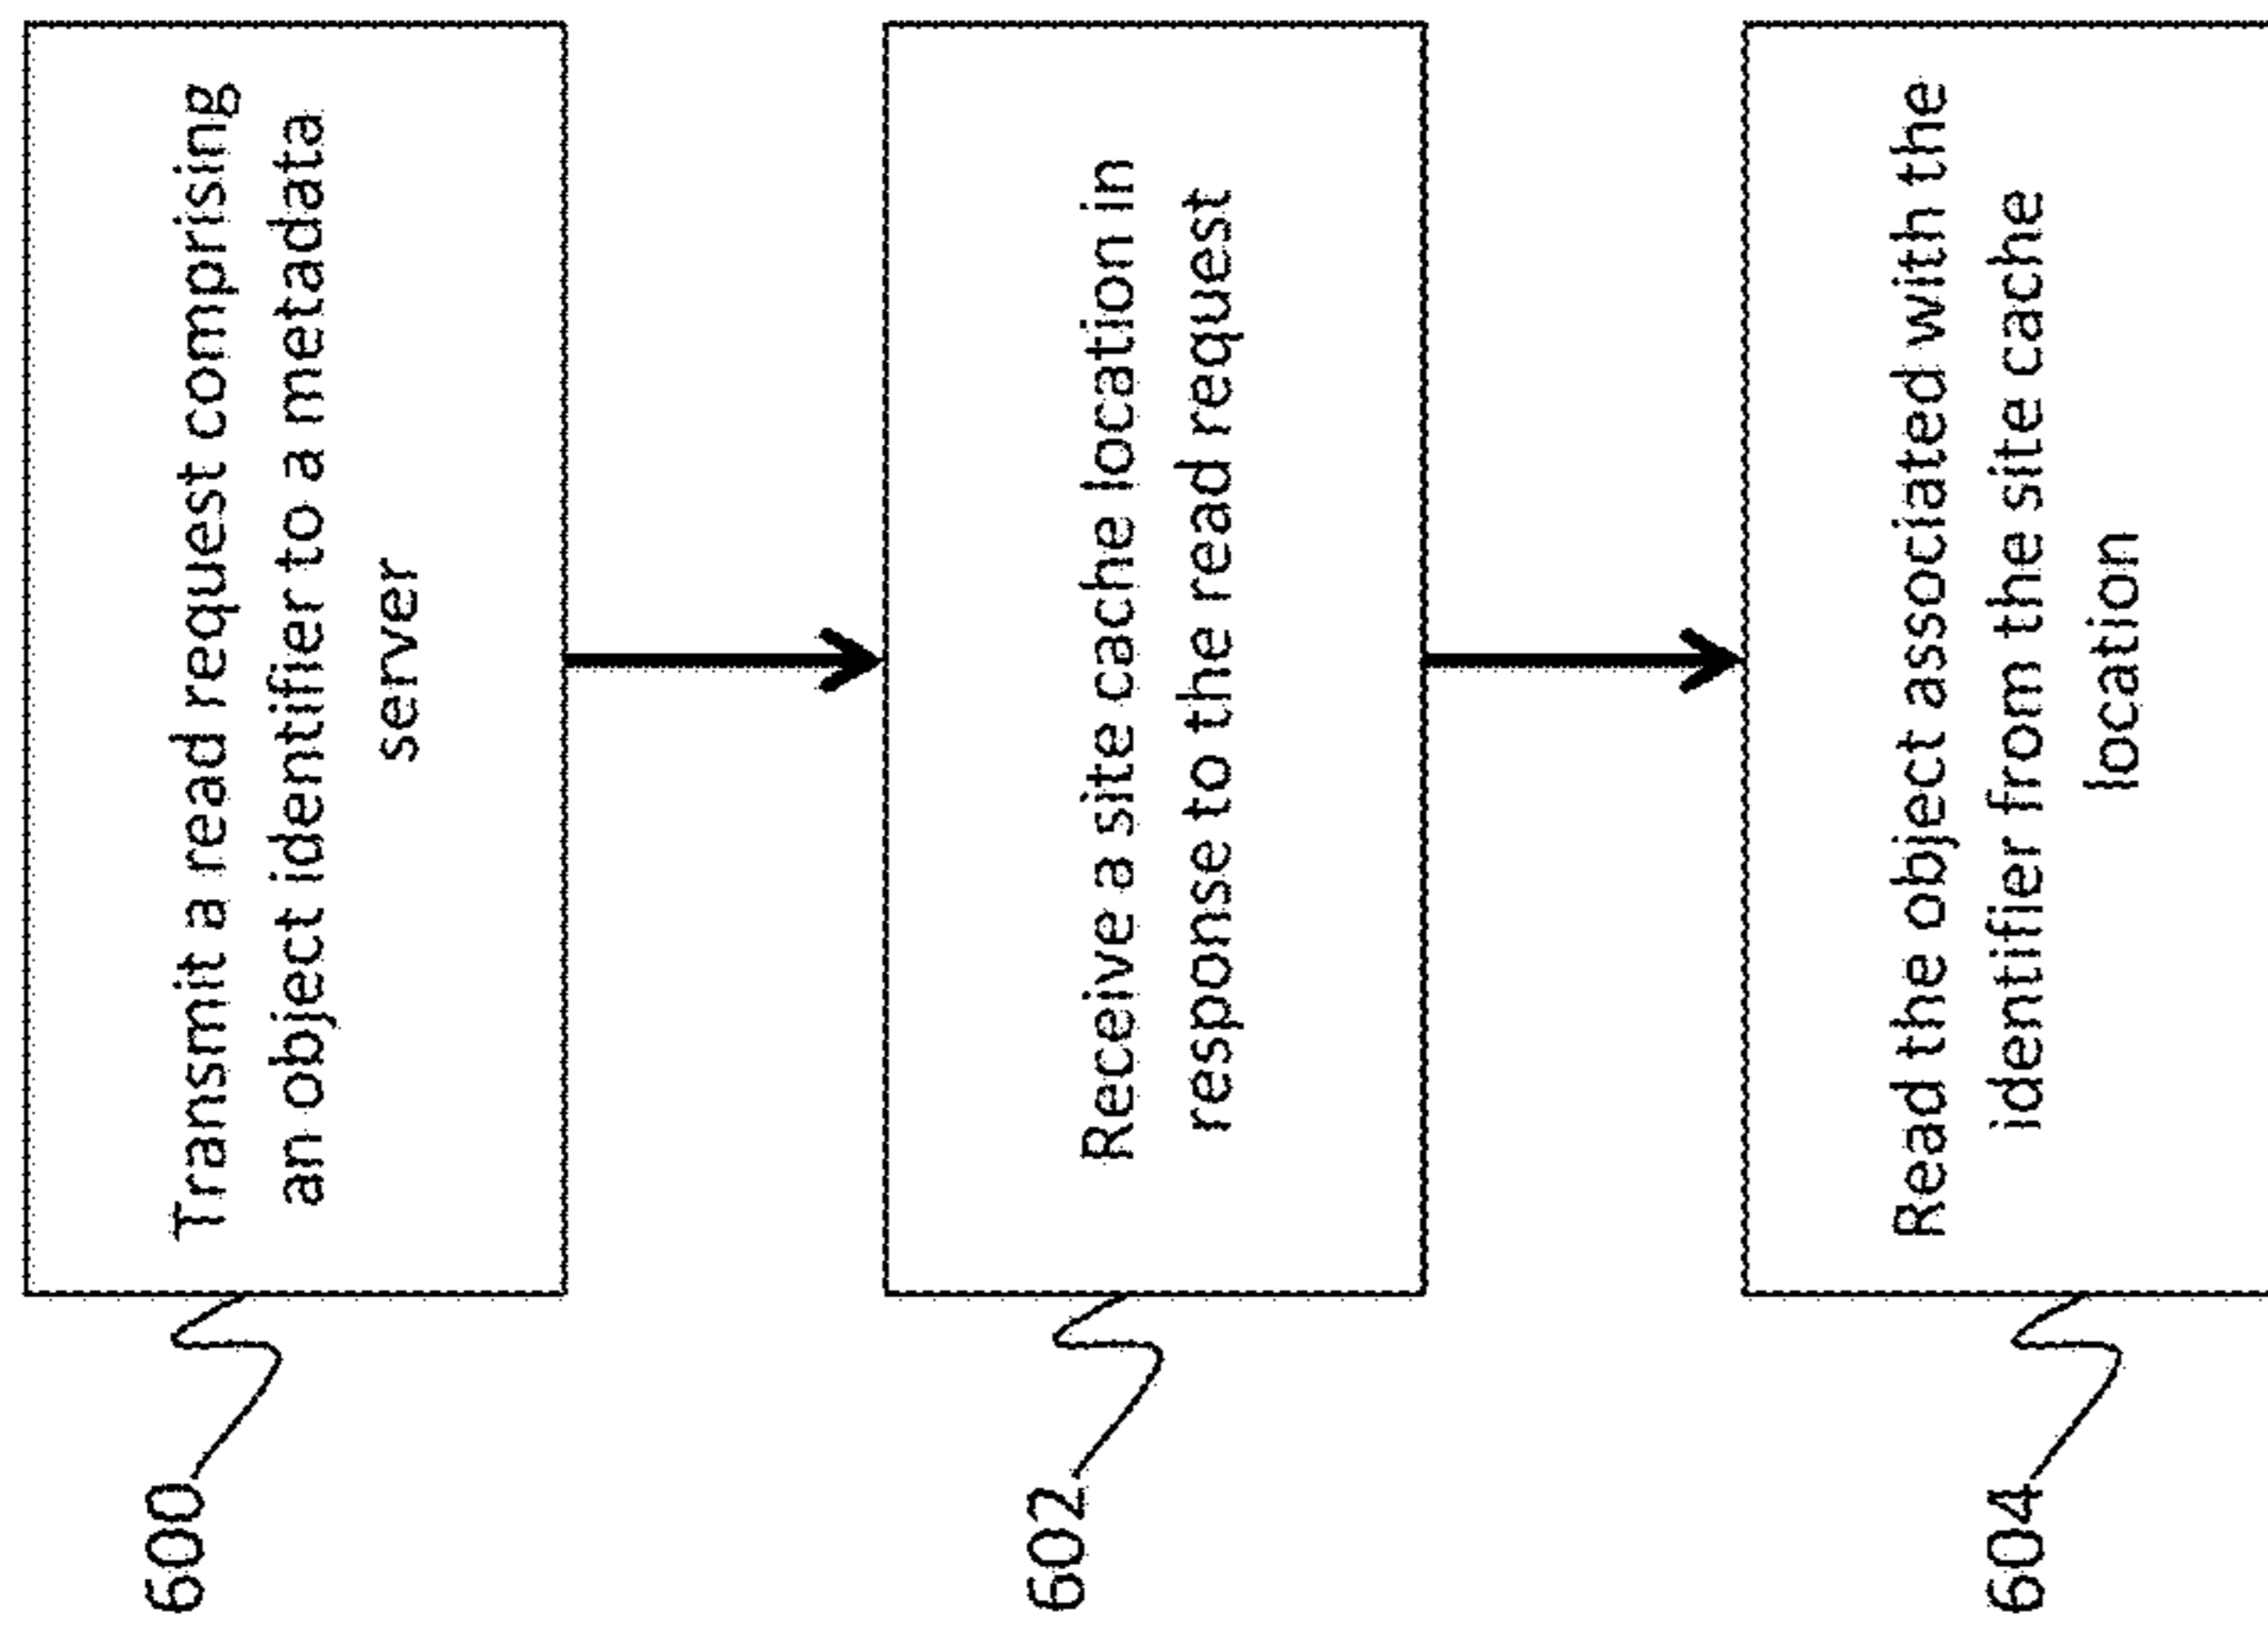 600
Transmit a read request comprising
an object identifier to a metadata
server
602
Receive a site cache location in
response to the read request
604
Read the object associated with the
identifier from the site cache
location